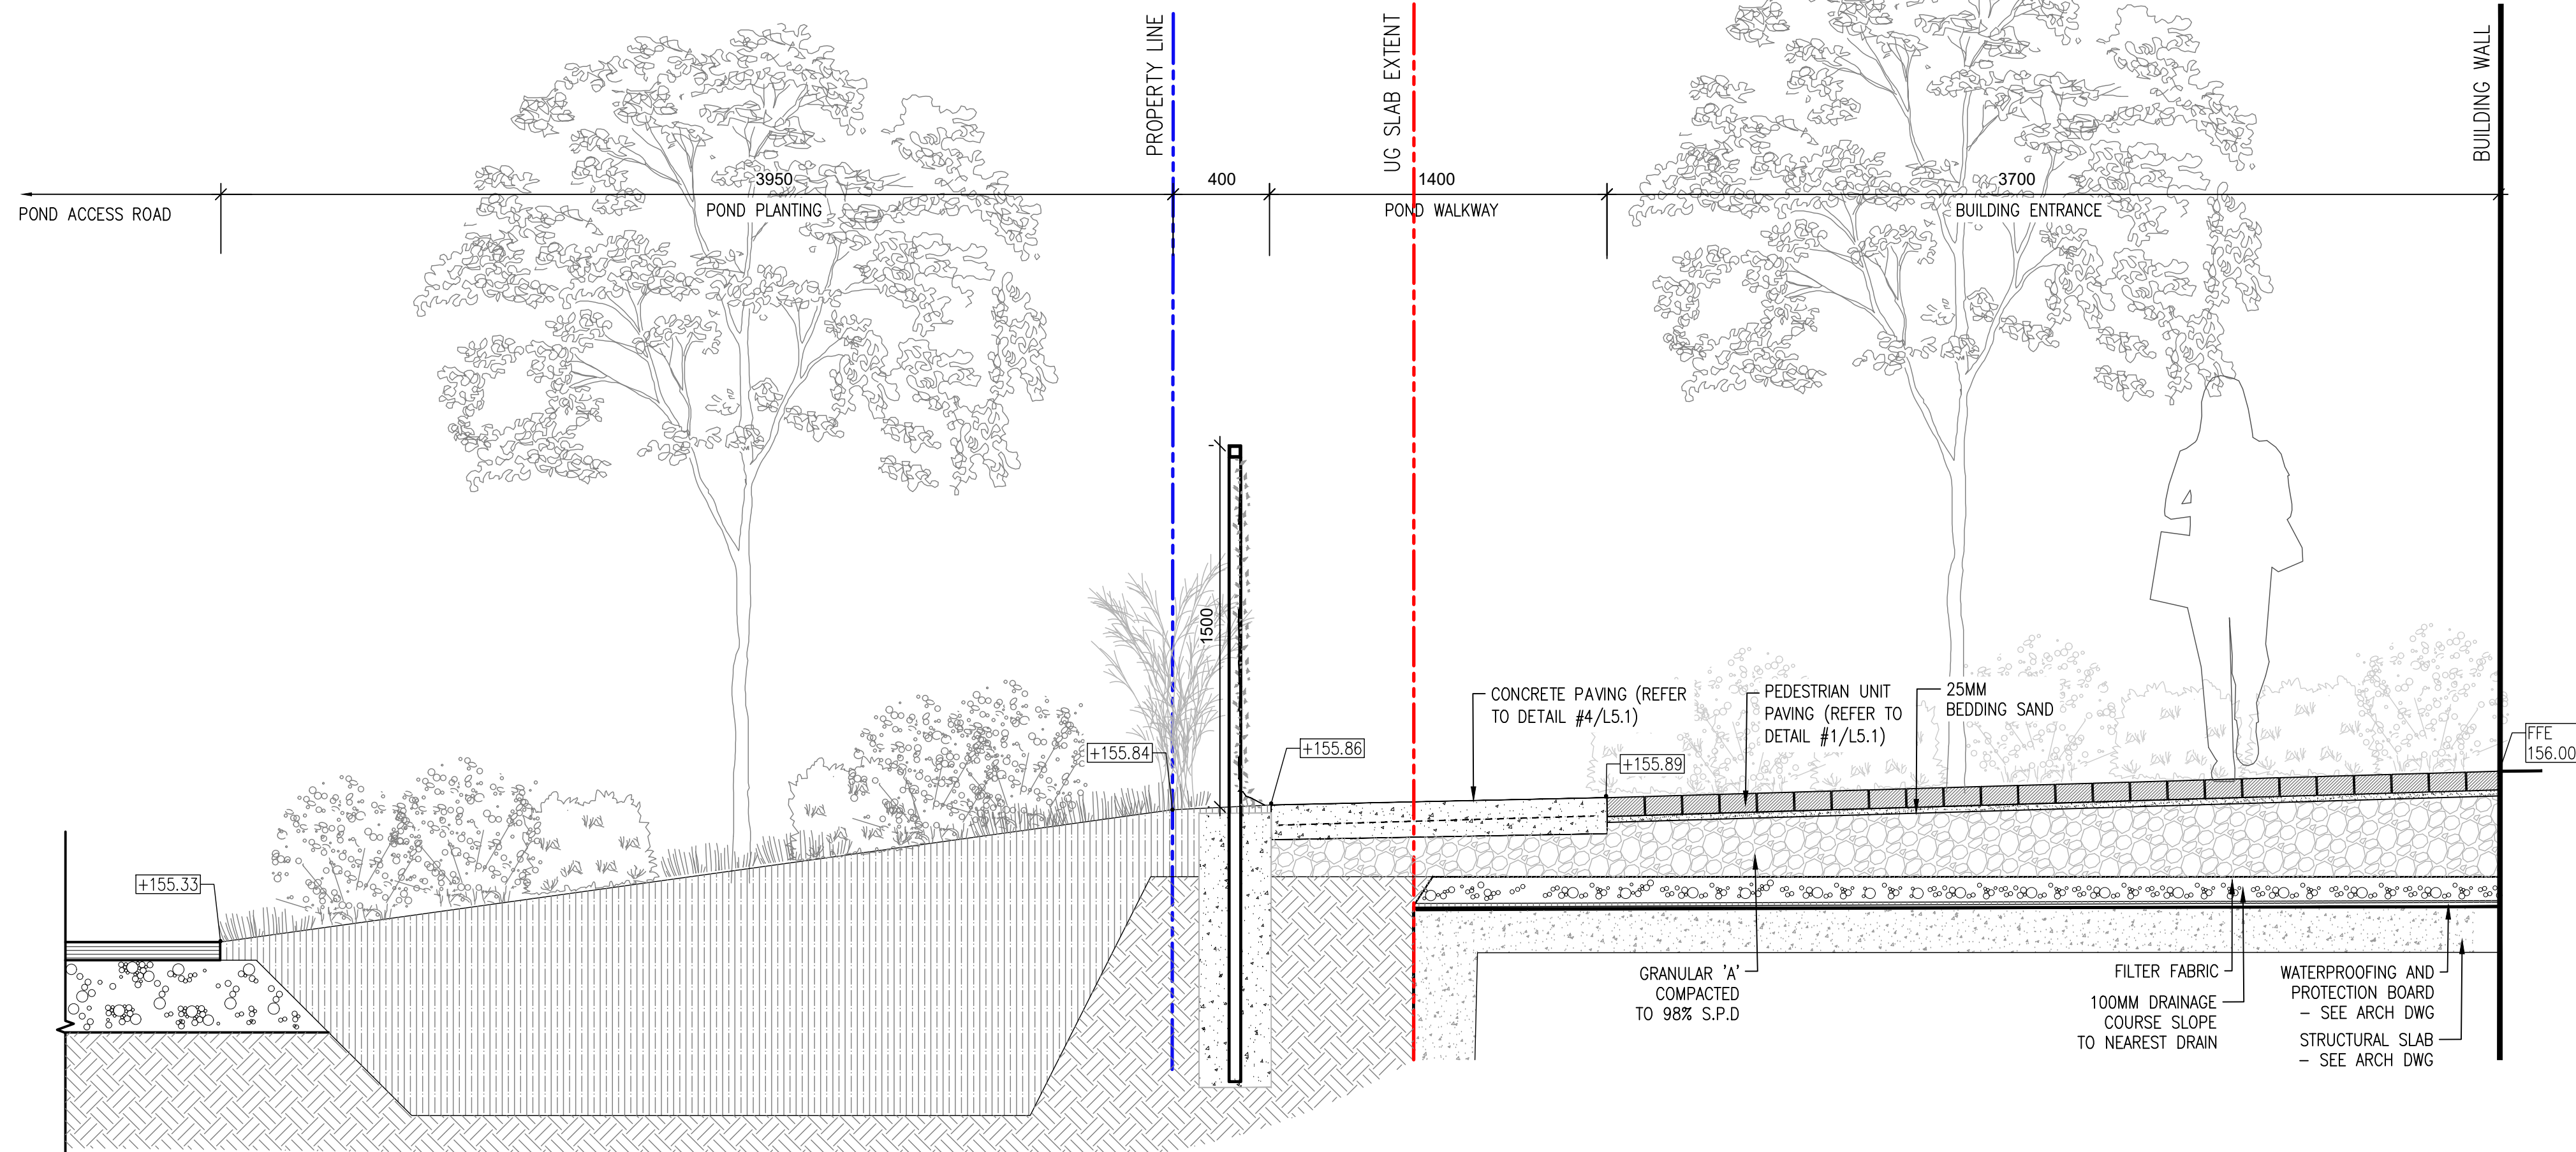 PROPERTY LINE
UG SLAB EXTENT
BUILDING WALL
3950
400
1400
3700
POND ACCESS ROAD
POND PLANTING
POND WALKWAY
BUILDING ENTRANCE
1500
CONCRETE PAVING (REFER
TO DETAIL #4/L5.1)
PEDESTRIAN UNIT
PAVING (REFER TO
DETAIL #1/L5.1)
25MM
BEDDING SAND
+155.84
+155.86
+155.89
FFE
156.00
+155.33
GRANULAR 'A'
COMPACTED
TO 98% S.P.D
FILTER FABRIC
100MM DRAINAGE
COURSE SLOPE
TO NEAREST DRAIN
WATERPROOFING AND
PROTECTION BOARD
- SEE ARCH DWG
STRUCTURAL SLAB
- SEE ARCH DWG